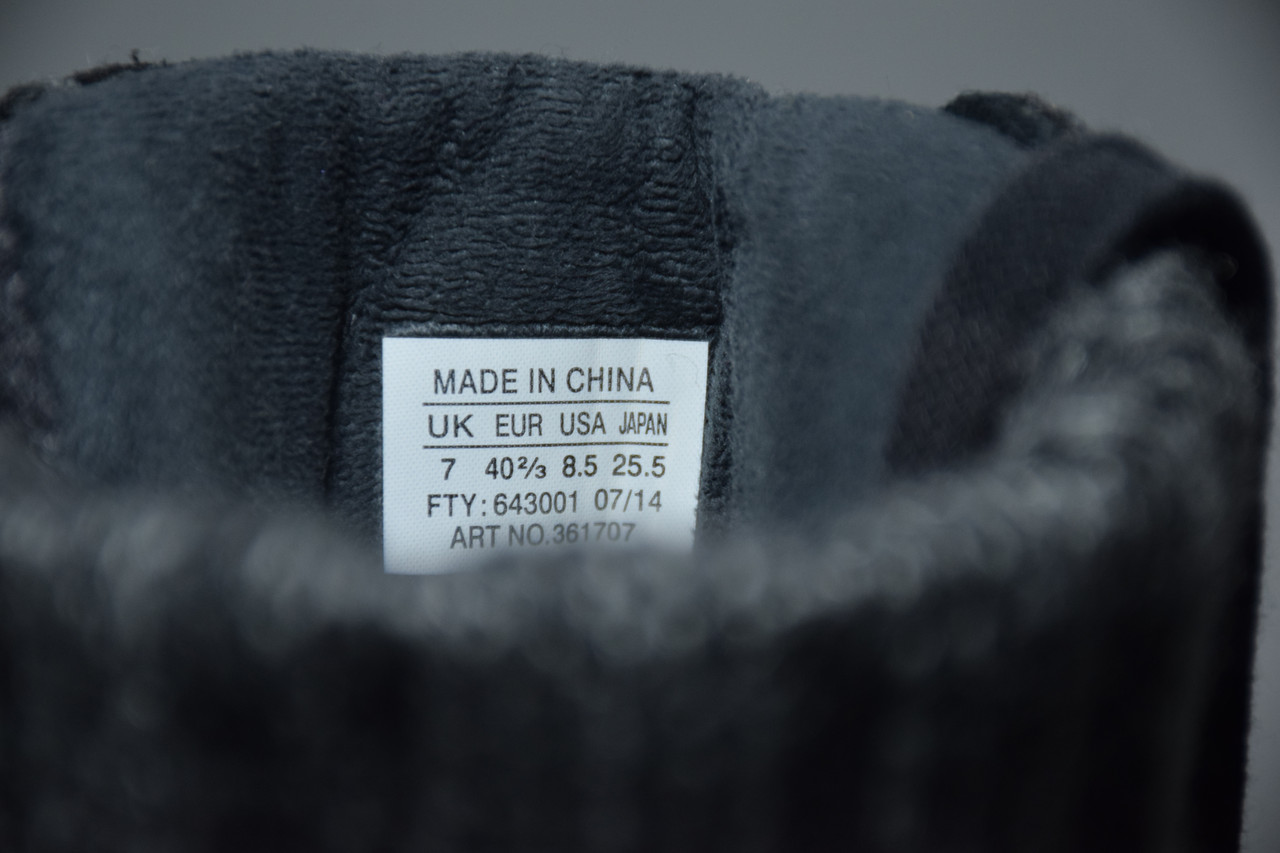 MADE IN CHINA
UK EUR USA JAPAN
7 40⅔ 8.5 25.5
FTY: 643001 07/14
ART NO.361707